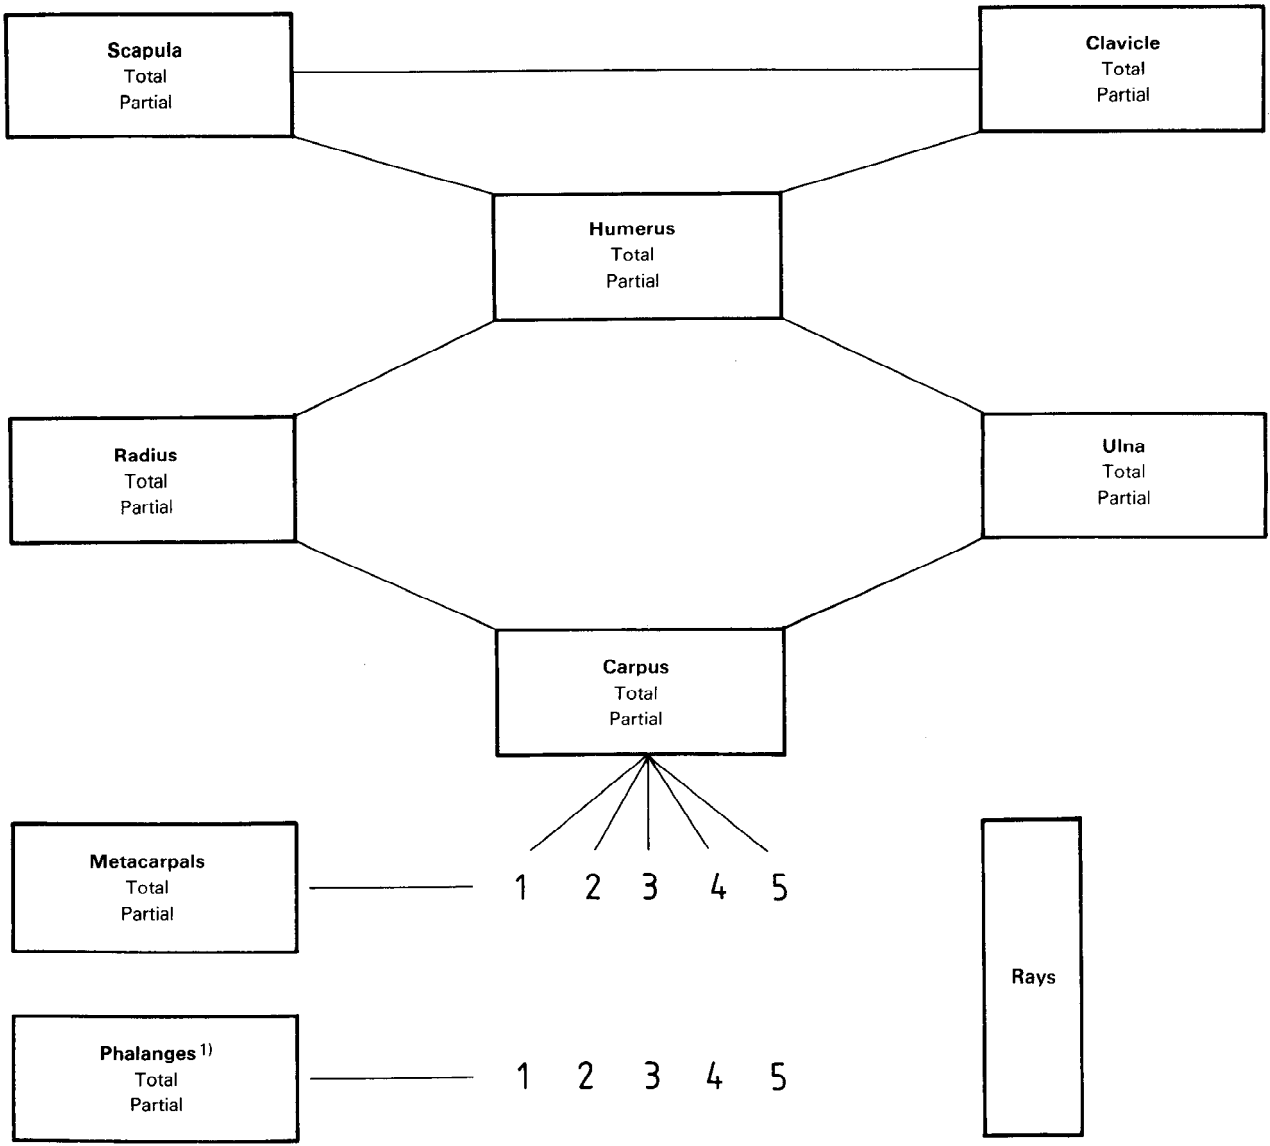 Scapula
Total
Partial
Clavicle
Total
Partial
Humerus
Total
Partial
Radius
Total
Partial
Ulna
Total
Partial
Carpus
Total
Partial
Metacarpals
Total
Partial
1 2 3 4 5
Phalanges 1)
Total
Partial
1 2 3 4 5
Rays